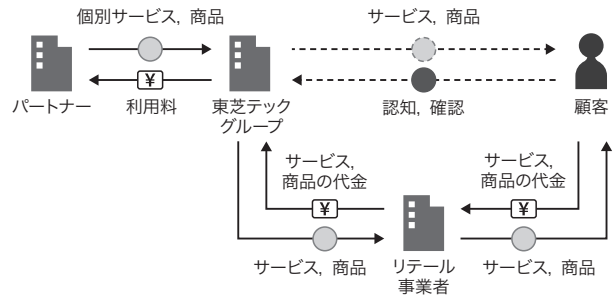 個別サービス, 商品
サービス, 商品
¥
パートナー
利用料
東芝テック
グループ
認知, 確認
顧客
サービス,
商品の代金
サービス,
商品の代金
¥
¥
サービス, 商品
リテール
事業者
サービス, 商品